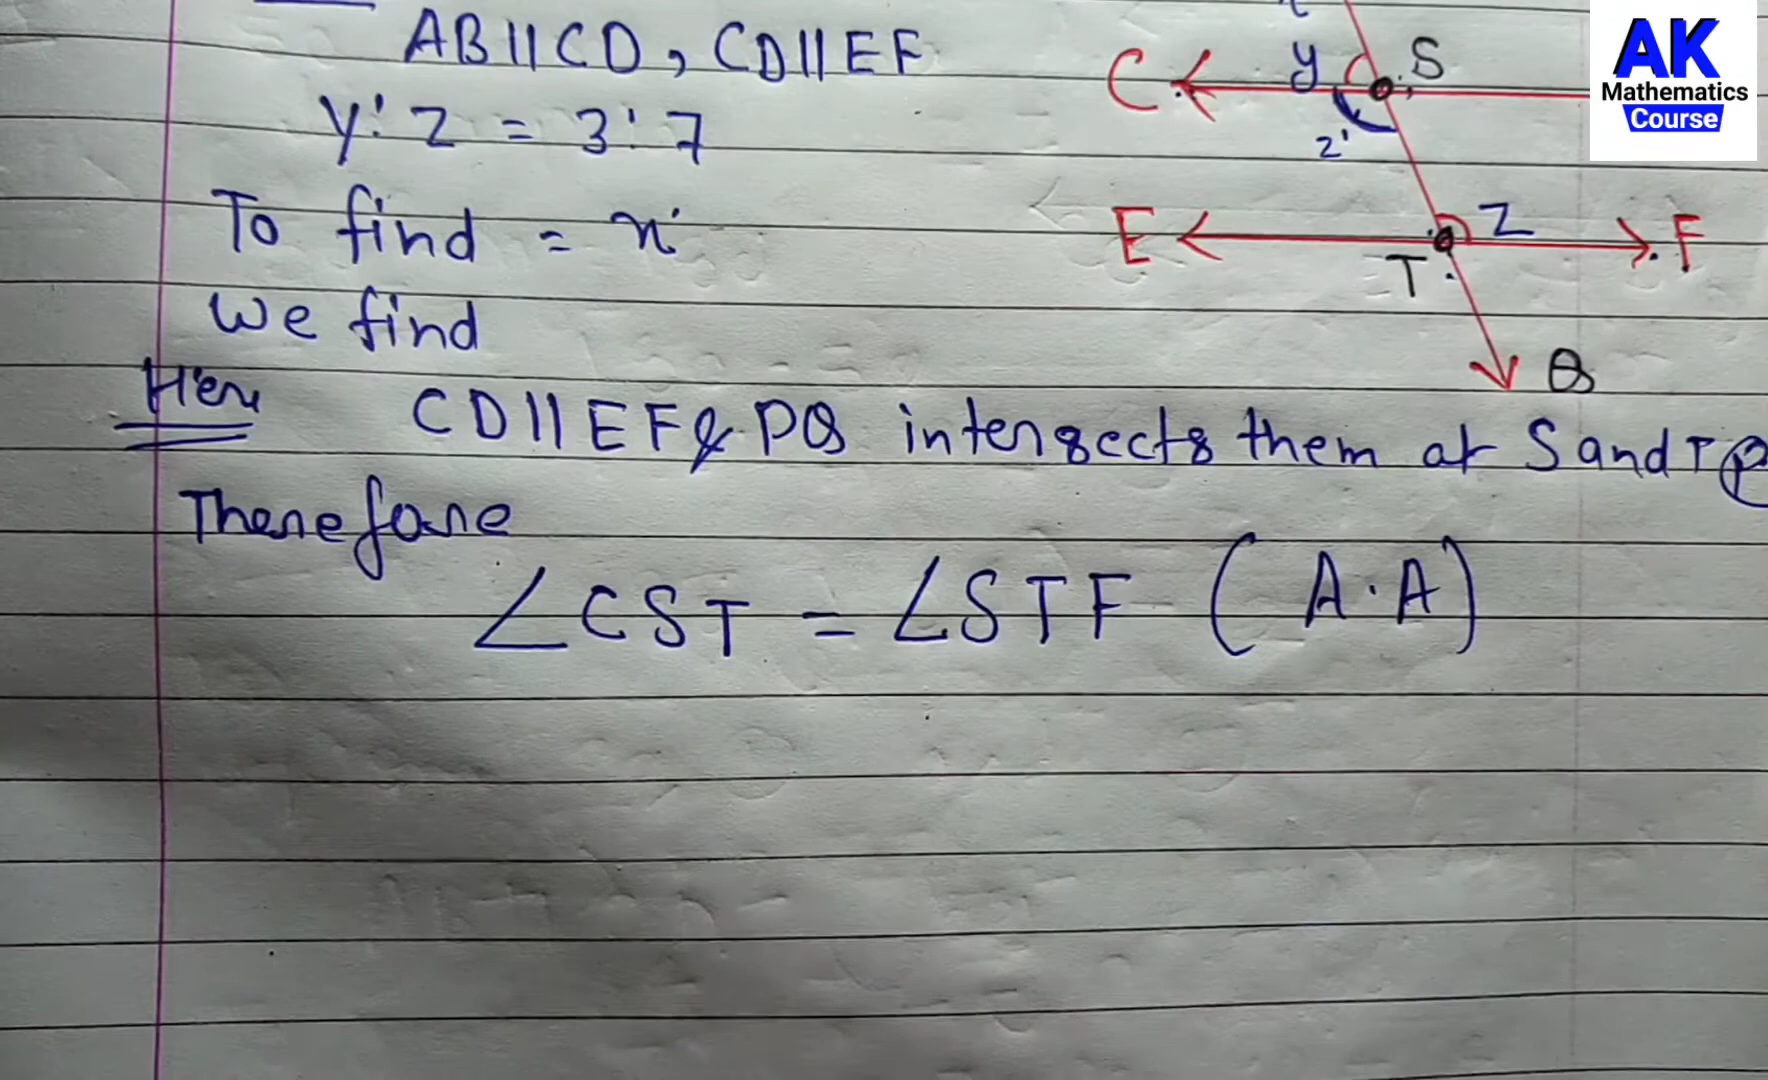 AB||CD, CD||EF
y:z = 3:7
To find = x
We find
Here CD||EF & PQ intersects them at S and T
Therefore
∠CST = ∠STF (A.A)
C y S
z'
E Z F
T
Q
AK
Mathematics
Course